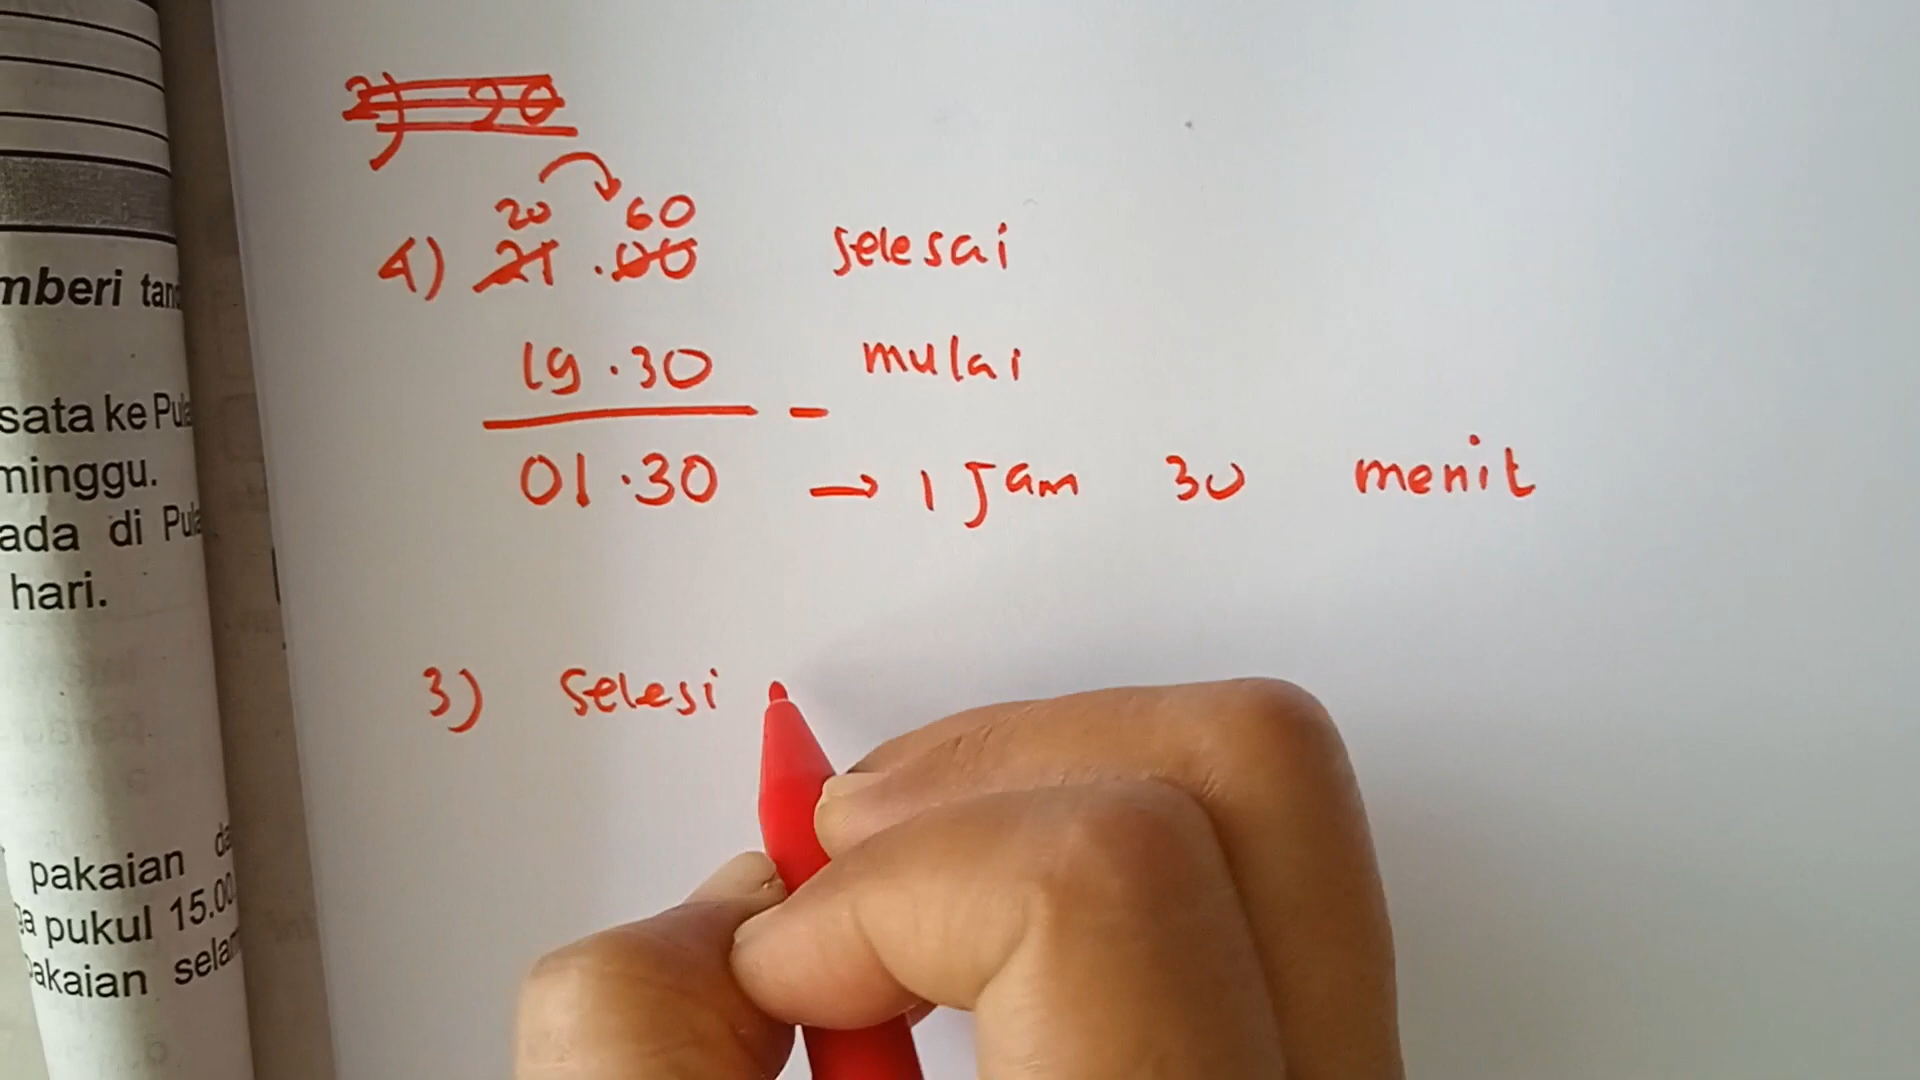 mberi
sata ke
minggu.
ada di
hari.
pakaian
pukul 15.00
pakaian
20 60
4) 21.00 selesai
19.30 mulai
-
01.30 → 1 Jam 30 menit
3) Selesi